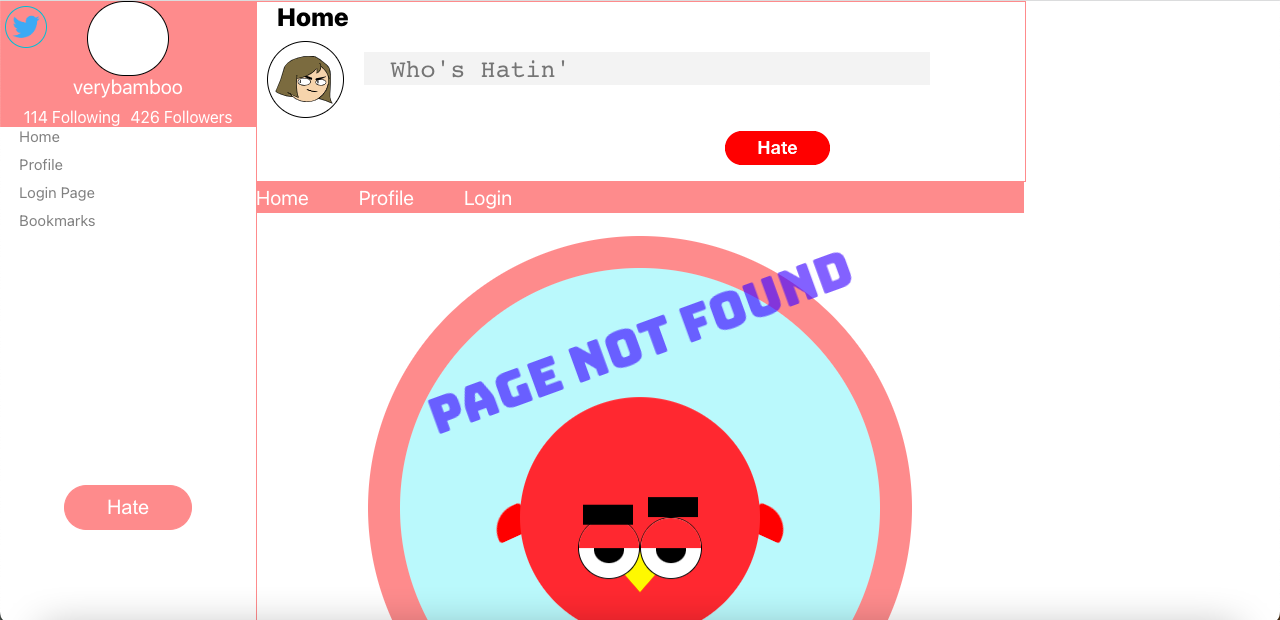 verybamboo
114 Following 426 Followers
Home
Profile
Login Page
Bookmarks
Hate
Home
Who's Hatin'
Hate
Home Profile Login
PAGE NOT FOUND